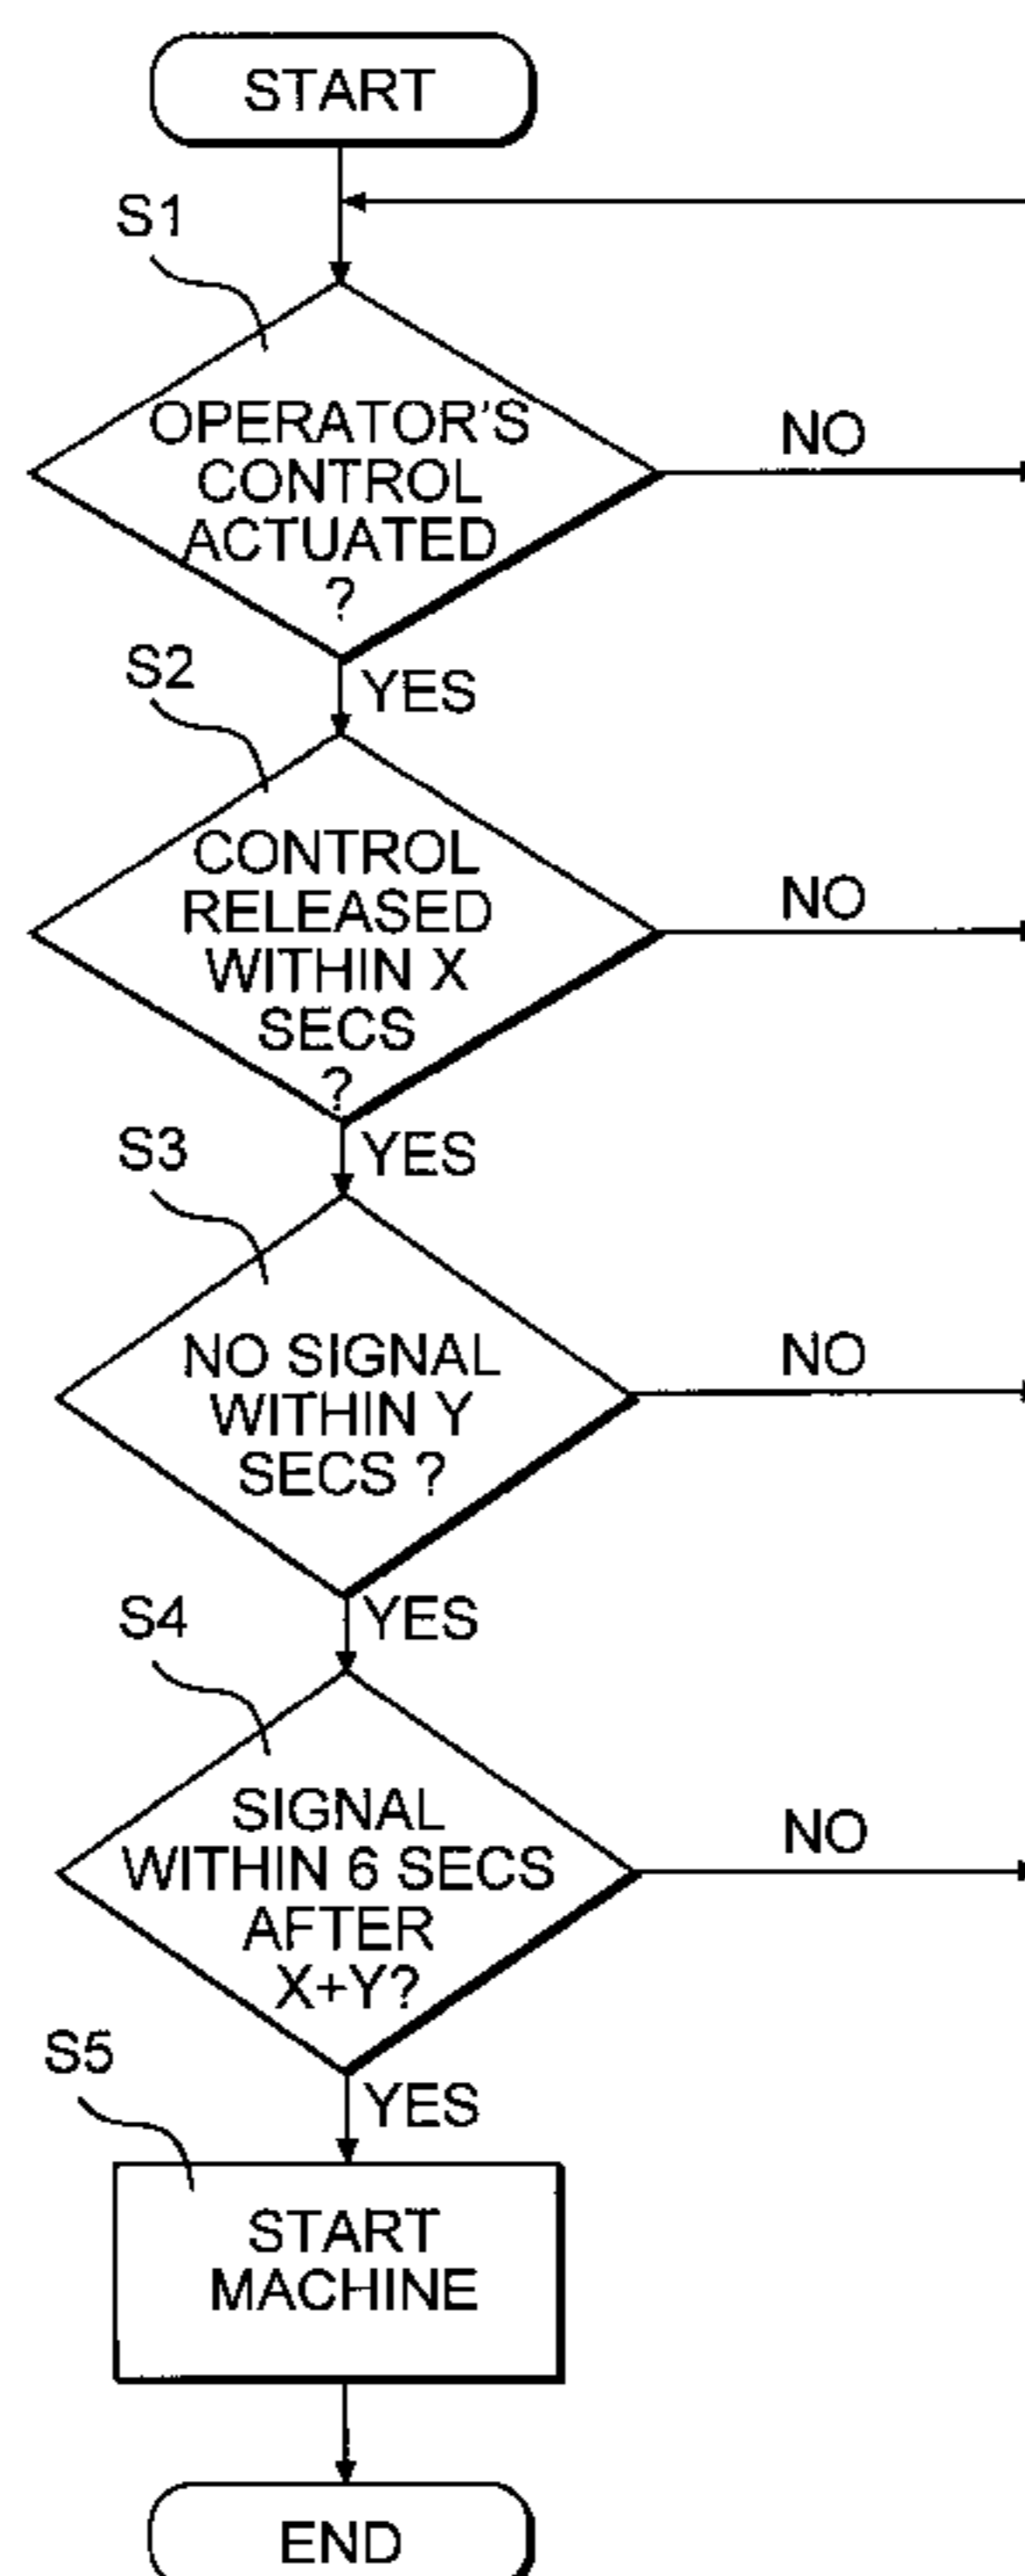 START
S1
OPERATOR'S
CONTROL
ACTUATED
?
NO
YES
S2
CONTROL
RELEASED
WITHIN X
SECS
?
NO
YES
S3
NO SIGNAL
WITHIN Y
SECS ?
NO
YES
S4
SIGNAL
WITHIN 6 SECS
AFTER
X+Y?
NO
YES
S5
START
MACHINE
END